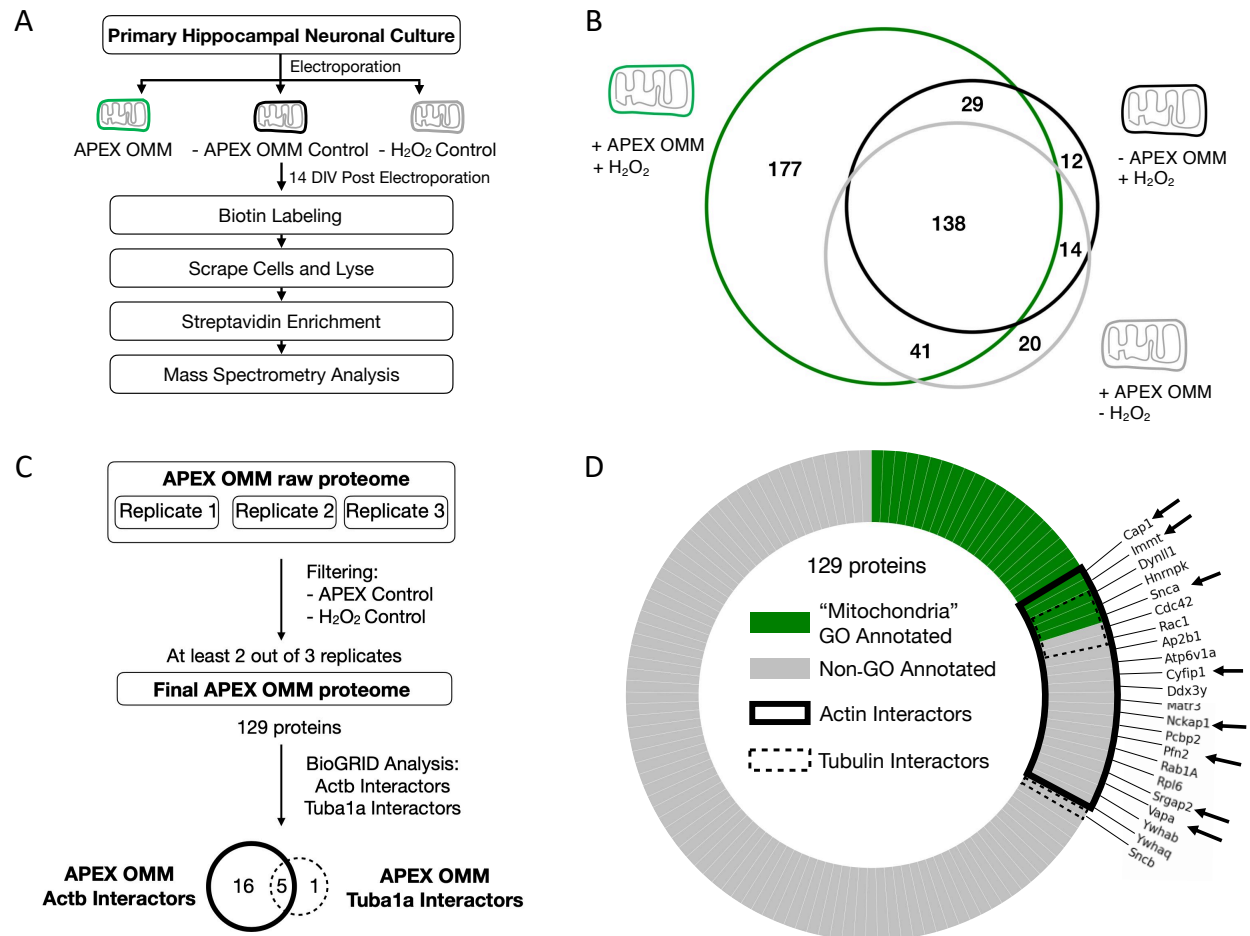 A
Primary Hippocampal Neuronal Culture
Electroporation
APEX OMM
- APEX OMM Control
- H₂O₂ Control
14 DIV Post Electroporation
Biotin Labeling
Scrape Cells and Lyse
Streptavidin Enrichment
Mass Spectrometry Analysis
B
+ APEX OMM
+ H₂O₂
29
12
177
138
14
41
20
- APEX OMM
+ H₂O₂
+ APEX OMM
- H₂O₂
C
APEX OMM raw proteome
Replicate 1
Replicate 2
Replicate 3
Filtering:
- APEX Control
- H₂O₂ Control
At least 2 out of 3 replicates
Final APEX OMM proteome
129 proteins
BioGRID Analysis:
Actb Interactors
Tuba1a Interactors
APEX OMM
Actb Interactors
16
5
1
APEX OMM
Tuba1a Interactors
D
129 proteins
“Mitochondria”
GO Annotated
Non-GO Annotated
Actin Interactors
Tubulin Interactors
Cap1
Immt
Dynll1
Hnrnpk
Snca
Cdc42
Rac1
Ap2b1
Atp6v1a
Cyfip1
Ddx3y
Matr3
Nckap1
Pcbp2
Pfn2
Rab1A
Rpl6
Srgap2
Vapa
Ywhab
Ywhaq
Sncb